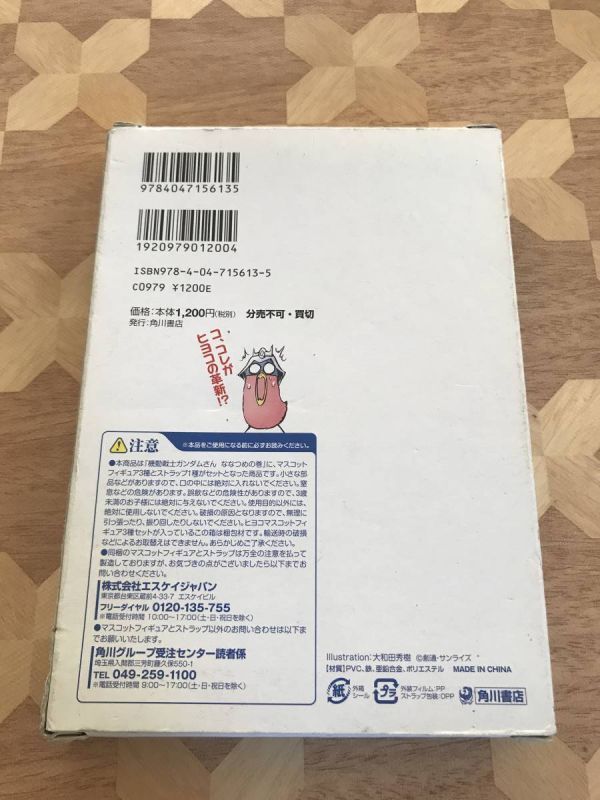 9784047156135
1920979012004
ISBN978-4-04-715613-5
C0979 ¥1200E
価格:本体1,200円(税別) 分売不可・買切
発行:角川書店
コ、コレが
ヒヨコの革新!?
注意 ※本品をご使用になる前に必ずお読みください。
●本商品は「機動戦士ガンダムさん ななつめの巻」に、マスコット
フィギュア3種とストラップ1種がセットとなった商品です。小さな部
品などがありますので、口の中には絶対に入れないでください。窒
息などの危険があります。誤飲などの危険性がありますので、3歳
未満のお子様には絶対に与えないでください。使用目的以外には、
絶対に使用しないでください。破損の原因となりますので、無理に
引っ張ったり、振り回したりしないでください。ヒヨコマスコットフィ
ギュア3種セットが入っているこの箱は梱包材です。輸送時の破損
などによるお取替えはできません。あらかじめご了承ください。
●同梱のマスコットフィギュアとストラップは万全の注意を払って
製造しておりますが、お気づきの点がございましたら以下までお
問い合わせください。
株式会社エスケイジャパン
東京都台東区蔵前4-33-7 エスケイビル
フリーダイヤル 0120-135-755
※電話受付時間 10:00〜17:00(土・日・祝日を除く)
●マスコットフィギュアとストラップ以外のお問い合わせは以下ま
でお願いいたします。
角川グループ受注センター読者係
埼玉県入間郡三芳町藤久保550-1
TEL 049-259-1100
※電話受付時間 9:00〜17:00(土・日・祝日を除く)
Illustration:大和田秀樹 ©創通・サンライズ
【材質】PVC、鉄、亜鉛合金、ポリエステル MADE IN CHINA
紙 外箱
シール
プラ 外装フィルム:PP
ストラップ包装:OPP
角川書店